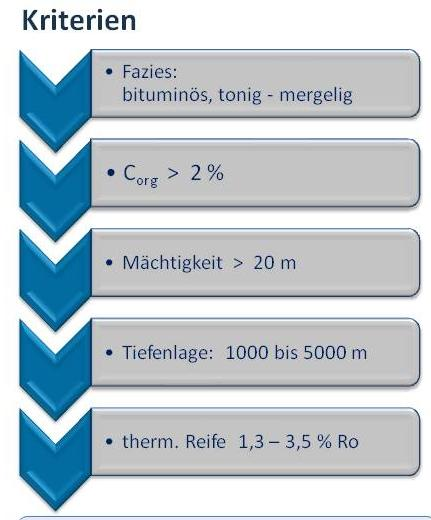 Kriterien
• Fazies:
bituminös, tonig - mergelig
• Corg > 2 %
• Mächtigkeit > 20 m
• Tiefenlage: 1000 bis 5000 m
• therm. Reife 1,3 – 3,5 % Ro